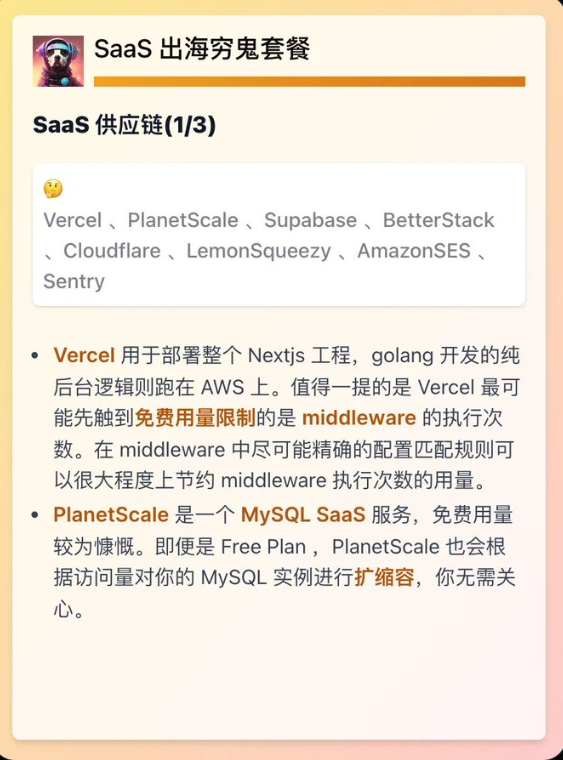 SaaS 出海穷鬼套餐
SaaS 供应链(1/3)
🤔
Vercel 、PlanetScale 、Supabase 、BetterStack
、Cloudflare 、LemonSqueezy 、AmazonSES 、
Sentry
• Vercel 用于部署整个 Nextjs 工程，golang 开发的纯
后台逻辑则跑在 AWS 上。值得一提的是 Vercel 最可
能先触到免费用量限制的是 middleware 的执行次
数。在 middleware 中尽可能精确的配置匹配规则可
以很大程度上节约 middleware 执行次数的用量。
• PlanetScale 是一个 MySQL SaaS 服务，免费用量
较为慷慨。即便是 Free Plan ，PlanetScale 也会根
据访问量对你的 MySQL 实例进行扩缩容，你无需关
心。